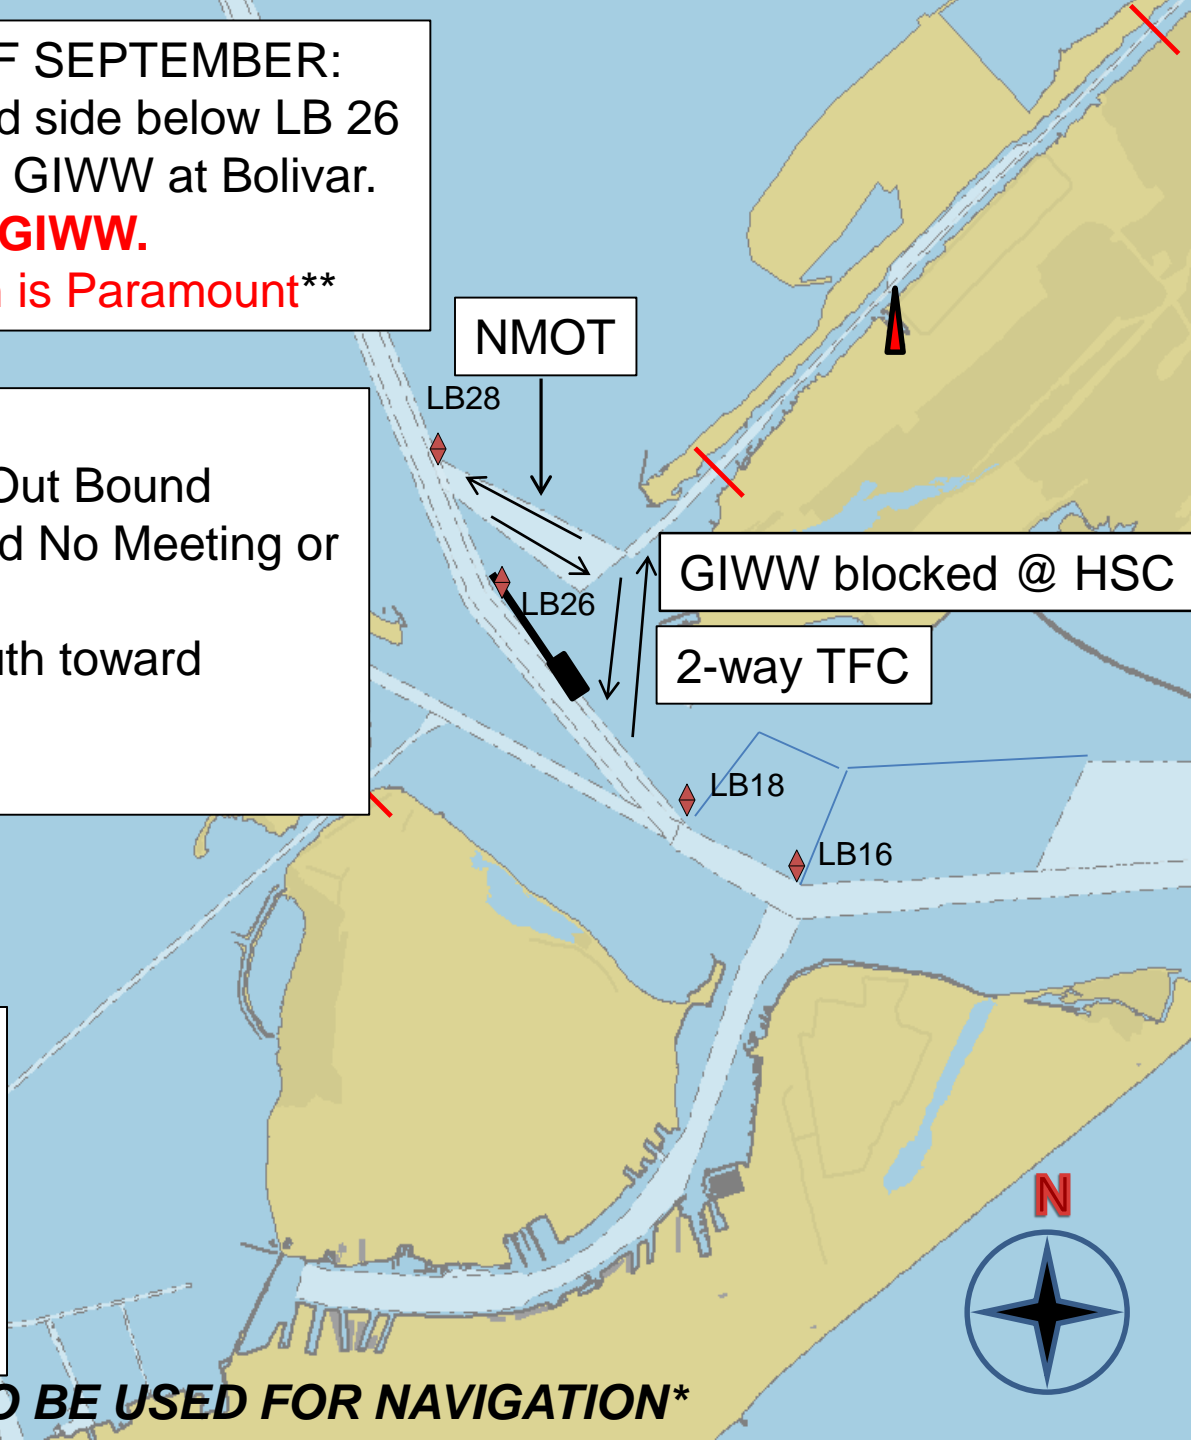 F SEPTEMBER:
d side below LB 26
GIWW at Bolivar.
GIWW.
is Paramount**
NMOT
LB28
Out Bound
d No Meeting or
GIWW blocked @ HSC
LB26
uth toward
2-way TFC
LB18
LB16
N
O BE USED FOR NAVIGATION*